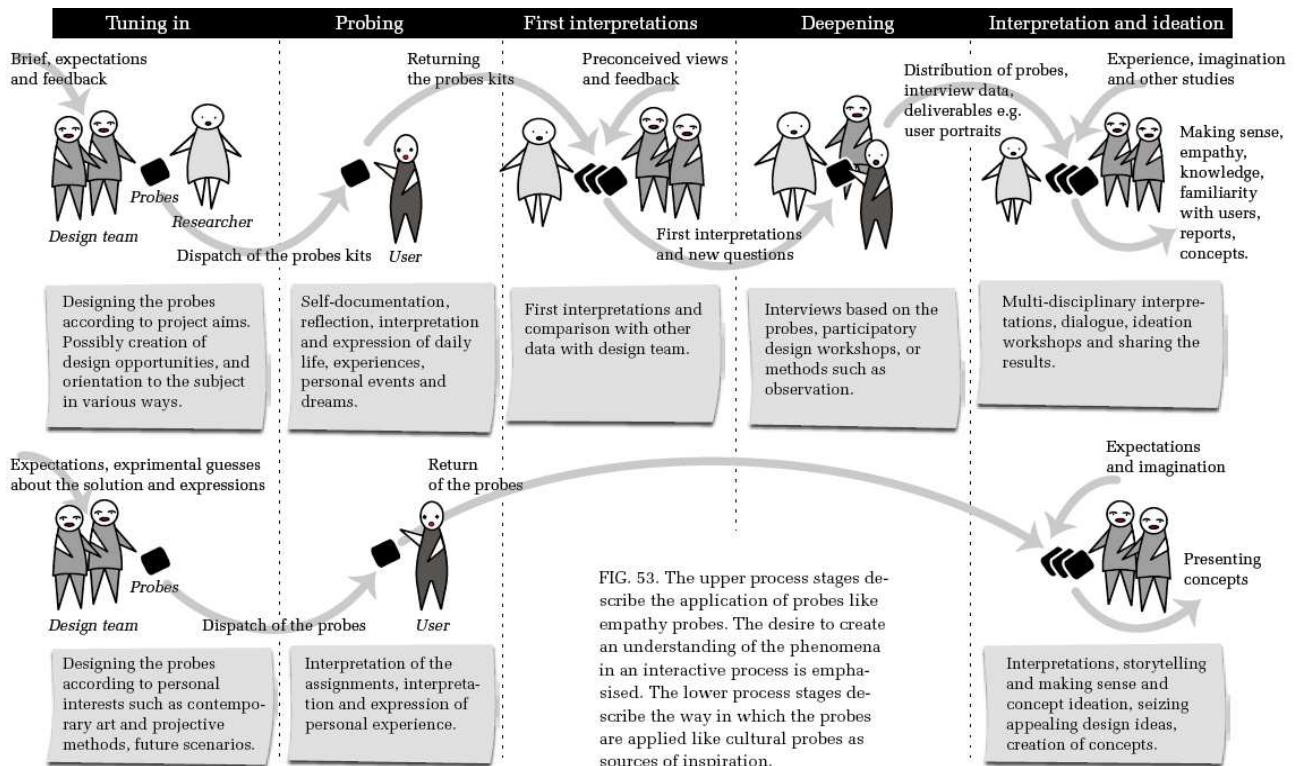 Tuning in
Probing
First interpretations
Deepening
Interpretation and ideation
Brief, expectations
and feedback
Probes
Researcher
Design team
Dispatch of the probes kits
Returning
the probes kits
User
Preconceived views
and feedback
First interpretations
and new questions
Distribution of probes,
interview data,
deliverables e.g.
user portraits
Experience, imagination
and other studies
Making sense,
empathy,
knowledge,
familiarity
with users,
reports,
concepts.
Designing the probes
according to project aims.
Possibly creation of
design opportunities, and
orientation to the subject
in various ways.
Self-documentation,
reflection, interpretation
and expression of daily
life, experiences,
personal events and
dreams.
First interpretations and
comparison with other
data with design team.
Interviews based on the
probes, participatory
design workshops, or
methods such as
observation.
Multi-disciplinary interpre-
tations, dialogue, ideation
workshops and sharing the
results.
Expectations, exprimental guesses
about the solution and expressions
Probes
Design team
Dispatch of the probes
Return
of the probes
User
Expectations
and imagination
Presenting
concepts
Designing the probes
according to personal
interests such as contempo-
rary art and projective
methods, future scenarios.
Interpretation of the
assignments, interpreta-
tion and expression of
personal experience.
FIG. 53. The upper process stages de-
scribe the application of probes like
empathy probes. The desire to create
an understanding of the phenomena
in an interactive process is empha-
sised. The lower process stages de-
scribe the way in which the probes
are applied like cultural probes as
sources of inspiration.
Interpretations, storytelling
and making sense and
concept ideation, seizing
appealing design ideas,
creation of concepts.